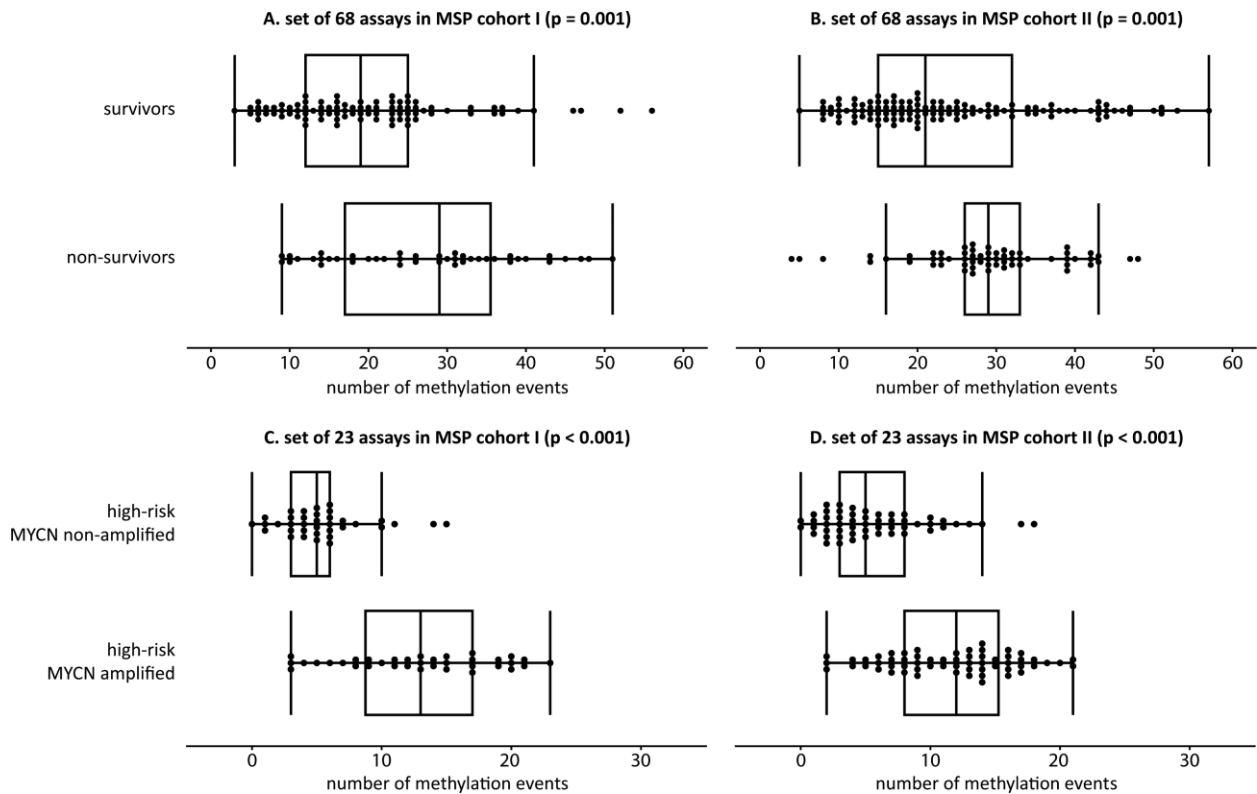 A. set of 68 assays in MSP cohort I (p = 0.001)
B. set of 68 assays in MSP cohort II (p = 0.001)
survivors
non-survivors
0 10 20 30 40 50 60
number of methylation events
0 10 20 30 40 50 60
number of methylation events
C. set of 23 assays in MSP cohort I (p < 0.001)
D. set of 23 assays in MSP cohort II (p < 0.001)
high-risk
MYCN non-amplified
high-risk
MYCN amplified
0 10 20 30
number of methylation events
0 10 20 30
number of methylation events